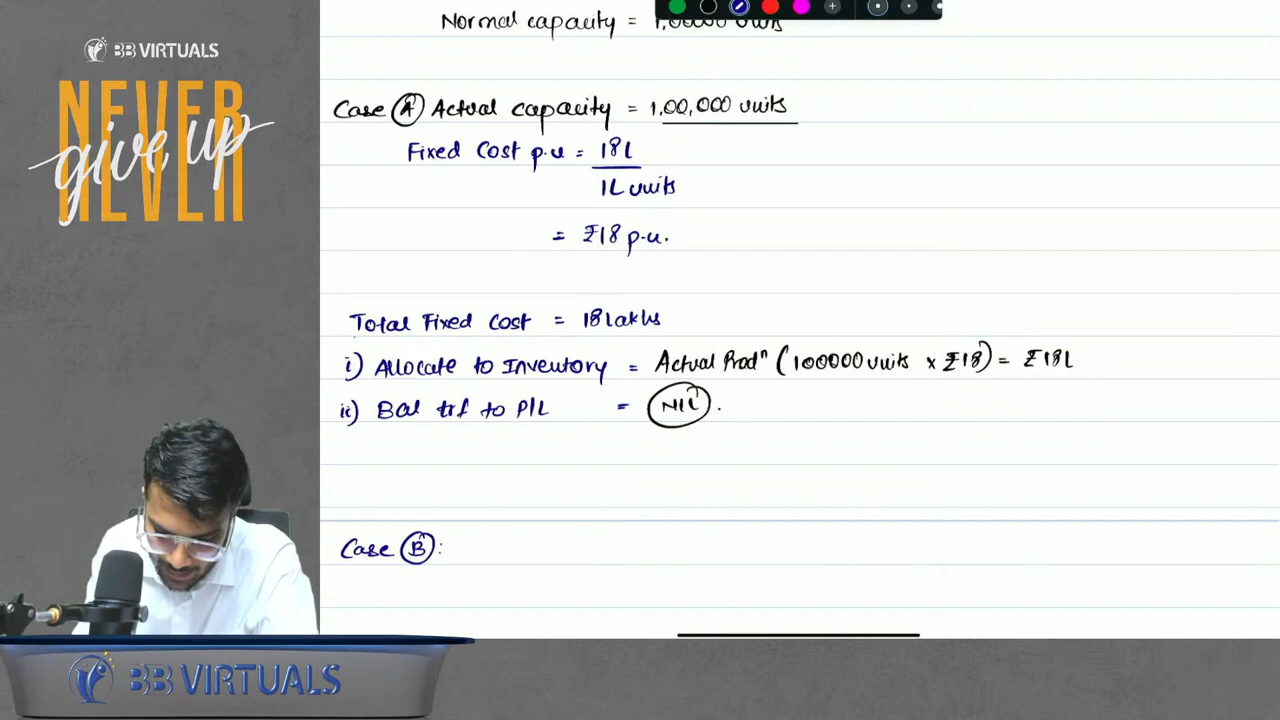 Normal capacity = 1,00000 units
BB VIRTUALS
NEVER
give up
NEVER
Case (A) Actual capacity = 1,00,000 units
Fixed Cost p.u = 18L
1L units
= ₹18 p.u.
Total Fixed Cost = 18 lakhs
i) Allocate to Inventory = Actual Prodⁿ (100000 units x ₹18) = ₹18L
ii) Bal trf to P/L = NIL.
Case (B):
BB VIRTUALS